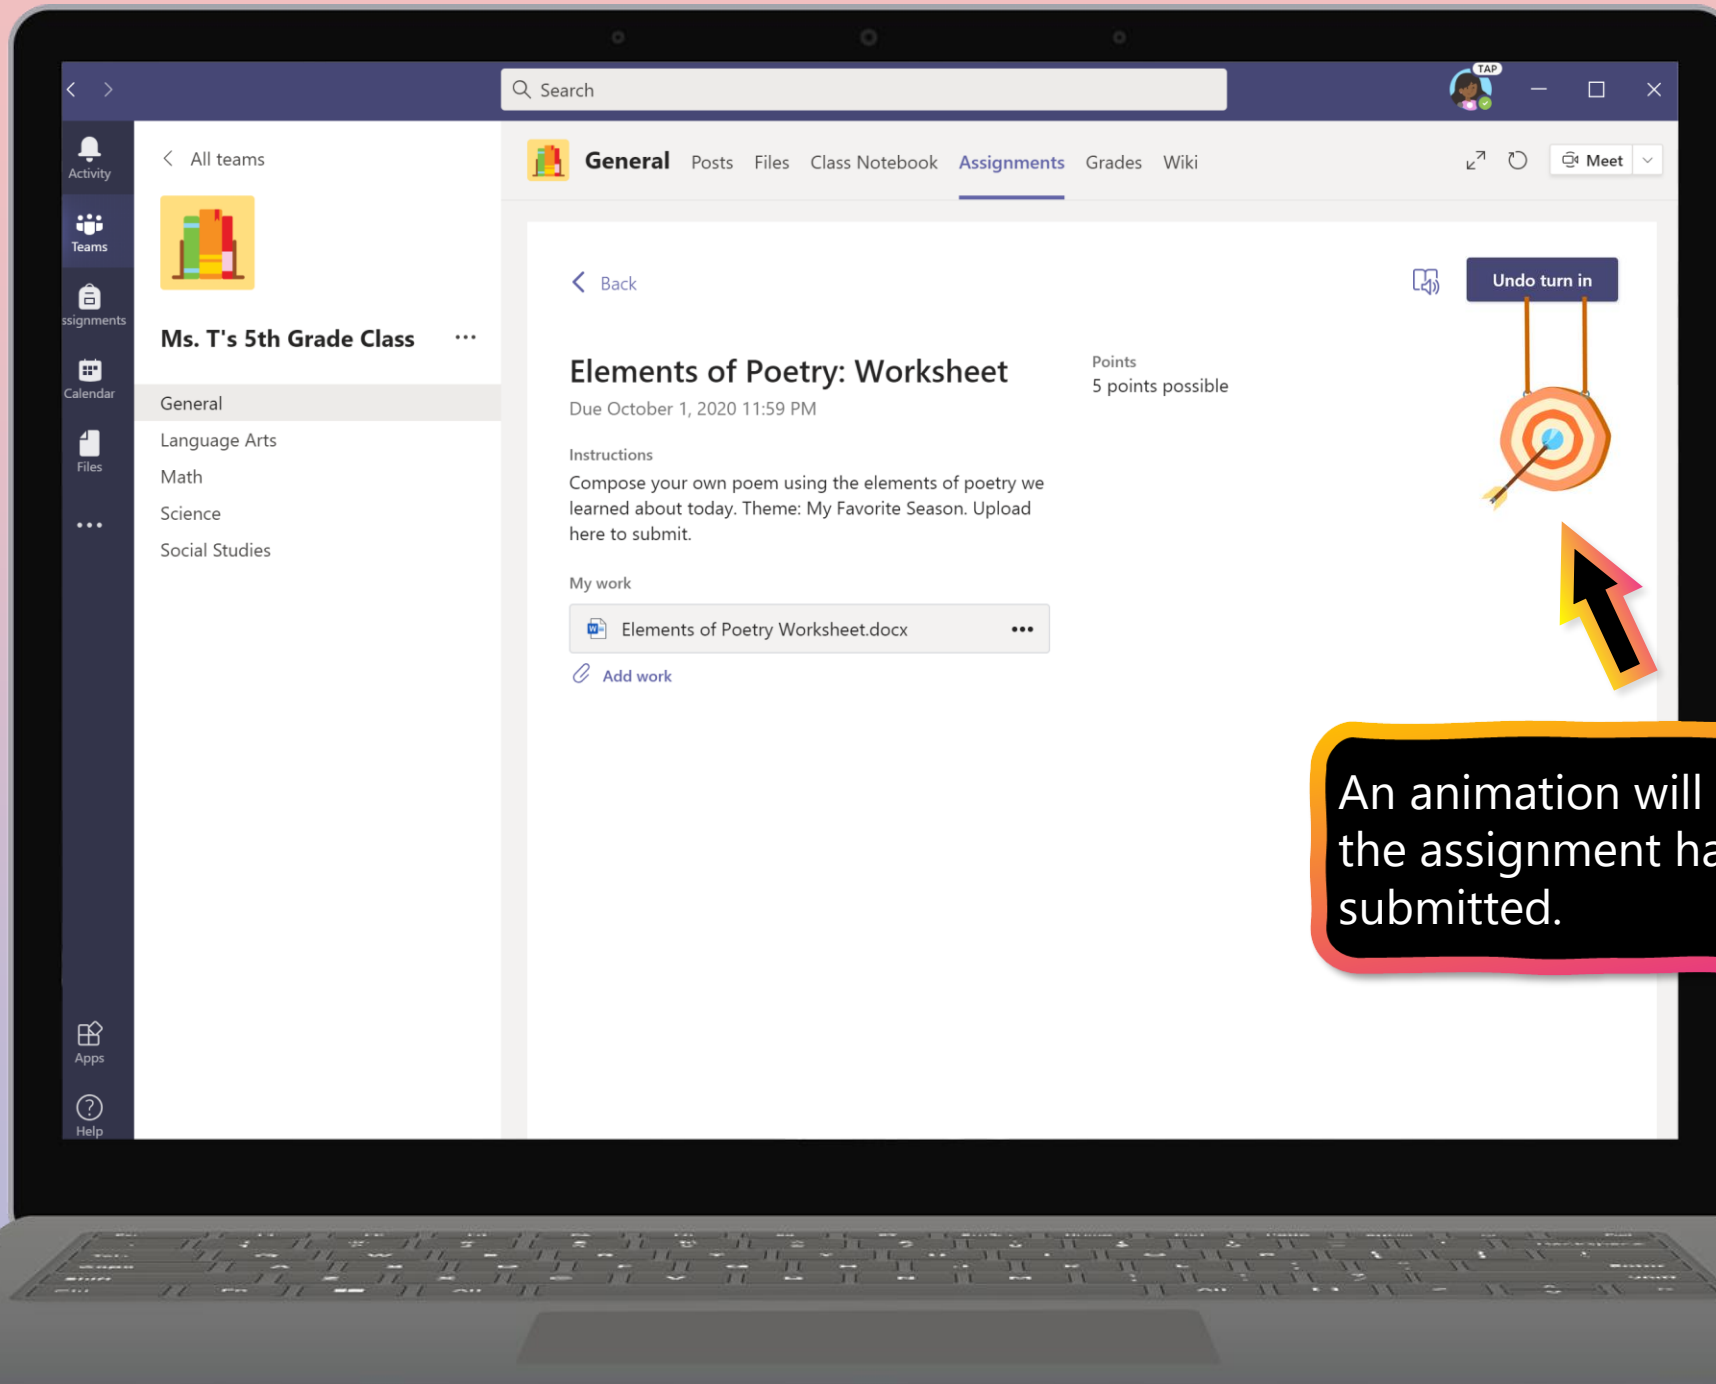 TAP
Search
Activity
Teams
ssignments
Calendar
Files
Apps
Help
All teams
Ms. T's 5th Grade Class
General
Language Arts
Math
Science
Social Studies
General Posts Files Class Notebook Assignments Grades Wiki
Meet
Back
Undo turn in
Elements of Poetry: Worksheet
Due October 1, 2020 11:59 PM
Points
5 points possible
Instructions
Compose your own poem using the elements of poetry we
learned about today. Theme: My Favorite Season. Upload
here to submit.
My work
Elements of Poetry Worksheet.docx
Add work
An animation will
the assignment ha
submitted.